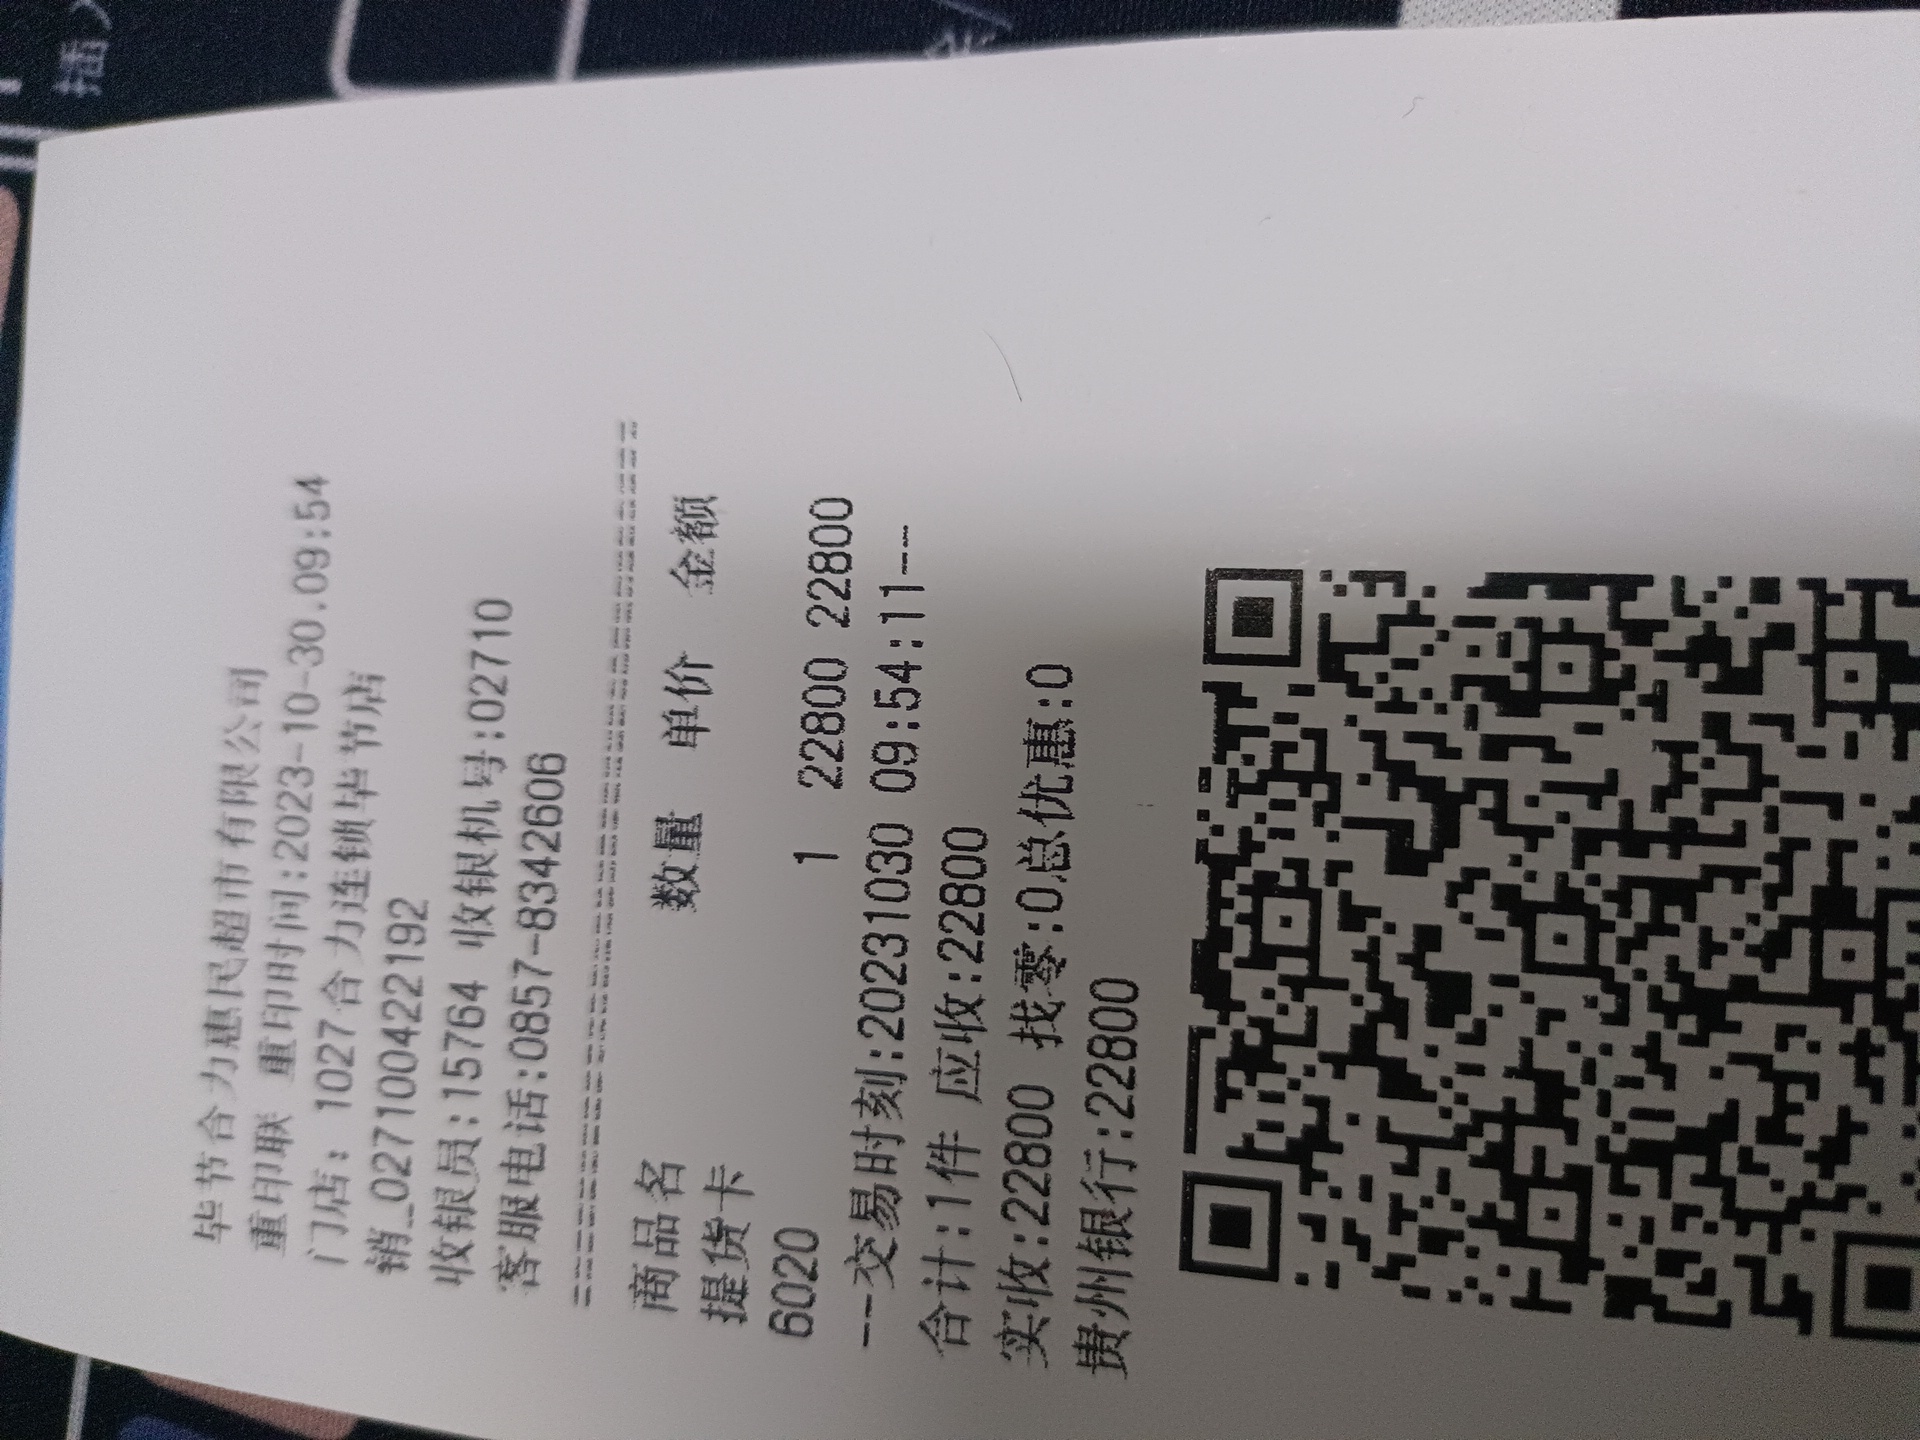 毕节合力惠民超市有限公司
重印联 重印时间:2023-10-30.09:54
门店: 1027合力连锁毕节店
销_027100422192
收银员:15764 收银机号:02710
客服电话:0857-8342606
商品名 数量 单价 金额
提货卡
6020 1 22800 22800
--交易时刻:20231030 09:54:11--
合计:1件 应收:22800
实收:22800 找零:0总优惠:0
贵州银行:22800
插入